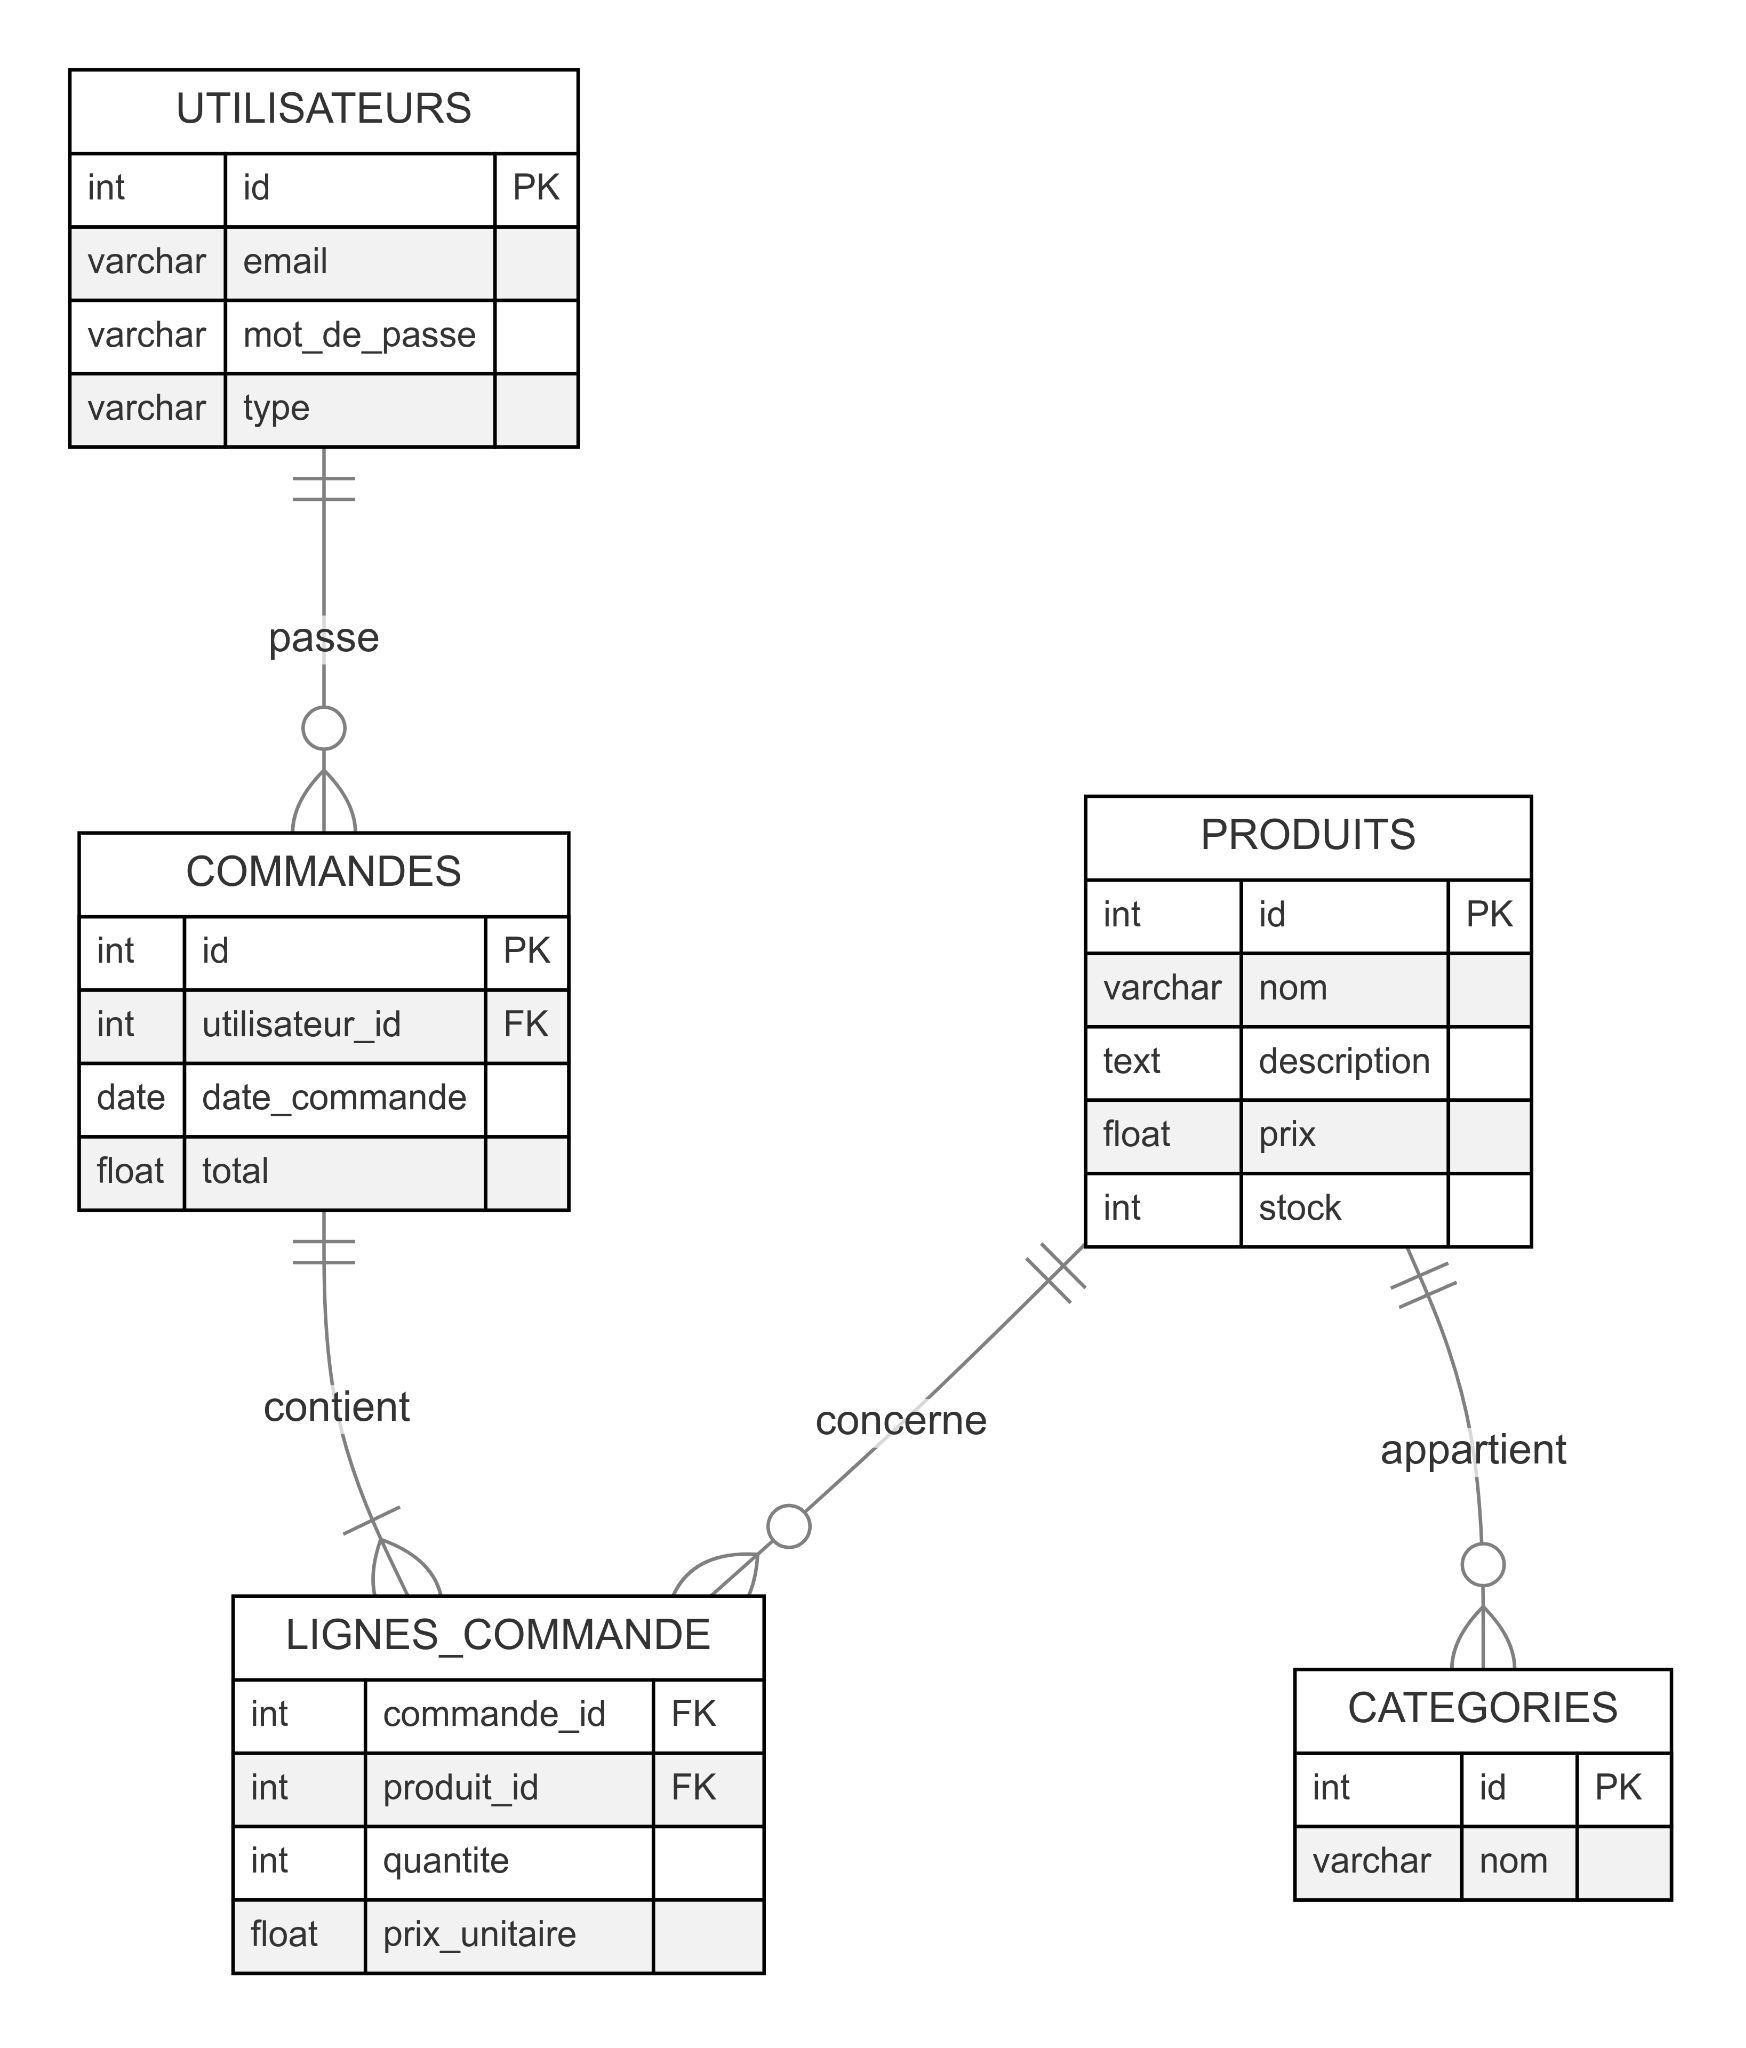 UTILISATEURS
int id PK
varchar email
varchar mot_de_passe
varchar type
passe
COMMANDES
int id PK
int utilisateur_id FK
date date_commande
float total
PRODUITS
int id PK
varchar nom
text description
float prix
int stock
contient
concerne
appartient
LIGNES_COMMANDE
int commande_id FK
int produit_id FK
int quantite
float prix_unitaire
CATEGORIES
int id PK
varchar nom